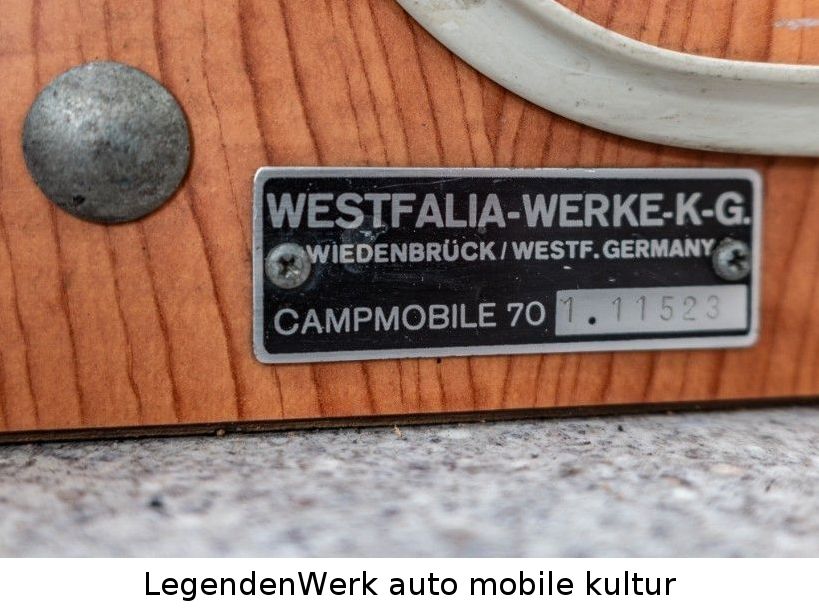 WESTFALIA-WERKE-K-G.
WIEDENBRÜCK / WESTF. GERMANY
CAMPMOBILE 70 1.11523
LegendenWerk auto mobile kultur